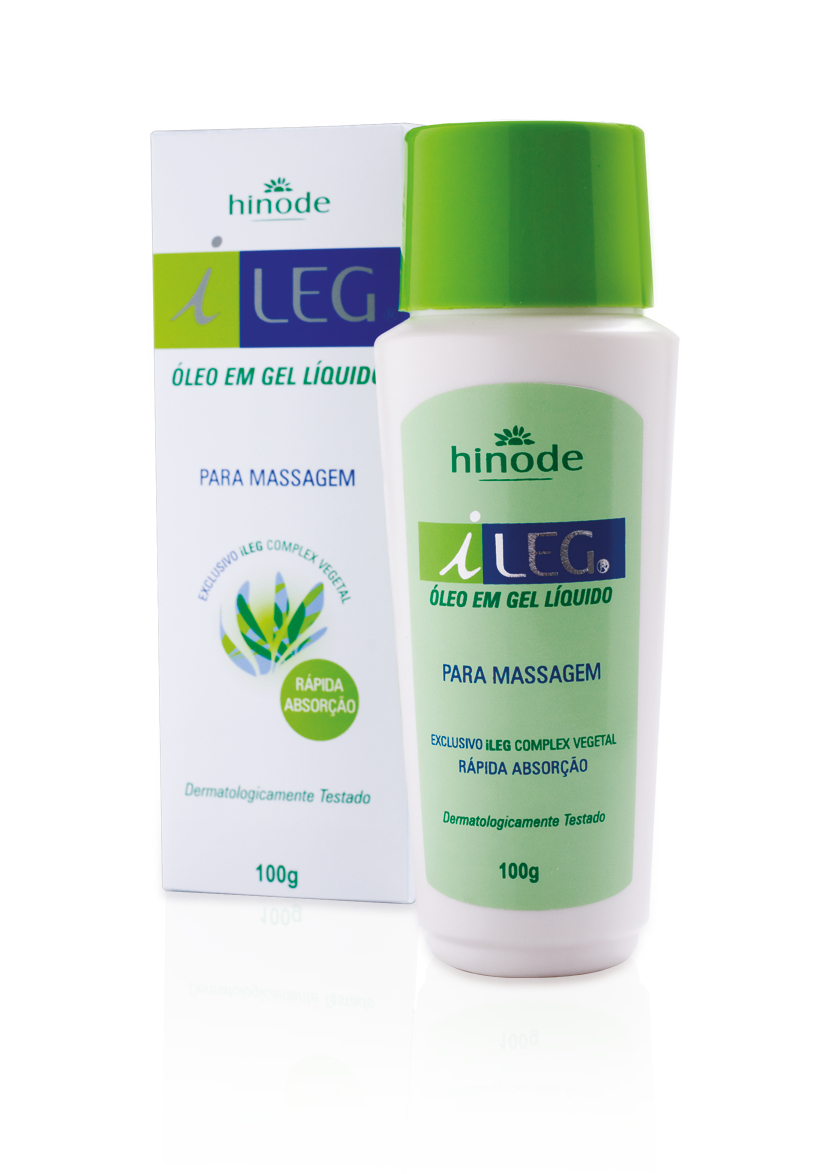 hinode
i LEG
ÓLEO EM GEL LÍQUIDO
PARA MASSAGEM
EXCLUSIVO iLEG COMPLEX VEGETAL
RÁPIDA
ABSORÇÃO
Dermatologicamente Testado
100g
hinode
iLEG®
ÓLEO EM GEL LÍQUIDO
PARA MASSAGEM
EXCLUSIVO iLEG COMPLEX VEGETAL
RÁPIDA ABSORÇÃO
Dermatologicamente Testado
100g